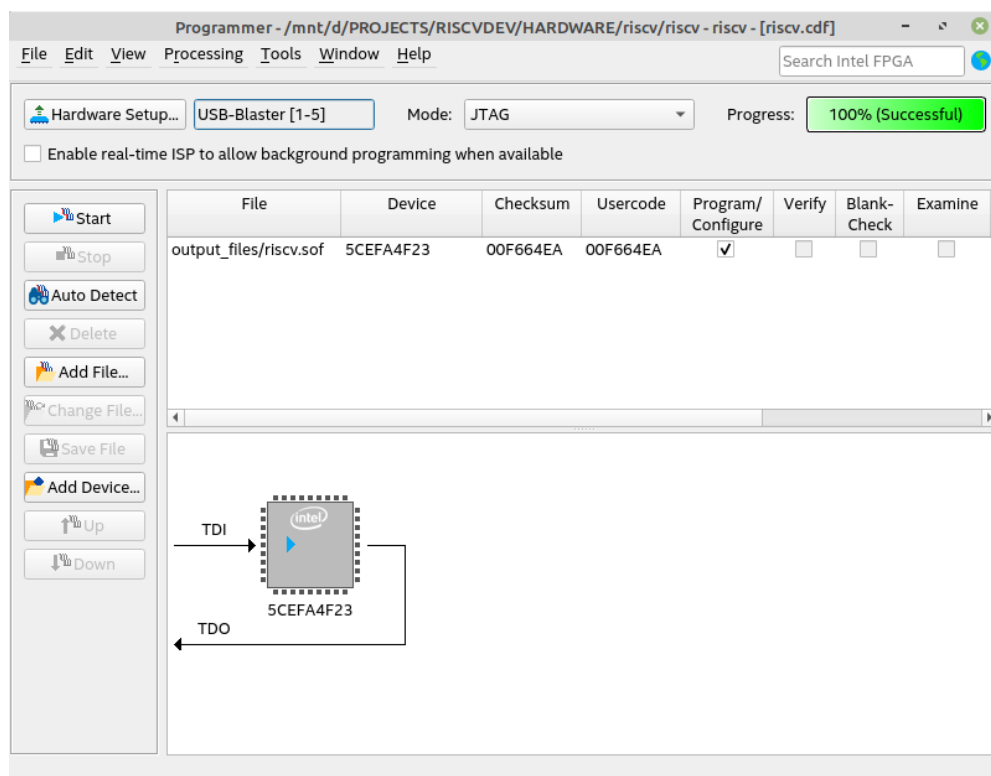 Programmer - /mnt/d/PROJECTS/RISCVDEV/HARDWARE/riscv/riscv - riscv - [riscv.cdf]
File Edit View Processing Tools Window Help
Search Intel FPGA
Hardware Setup... USB-Blaster [1-5] Mode: JTAG Progress: 100% (Successful)
Enable real-time ISP to allow background programming when available
Start
Stop
Auto Detect
Delete
Add File...
Change File...
Save File
Add Device...
Up
Down
File Device Checksum Usercode Program/ Verify Blank- Examine
Configure Check
output_files/riscv.sof 5CEFA4F23 00F664EA 00F664EA
intel
TDI
5CEFA4F23
TDO